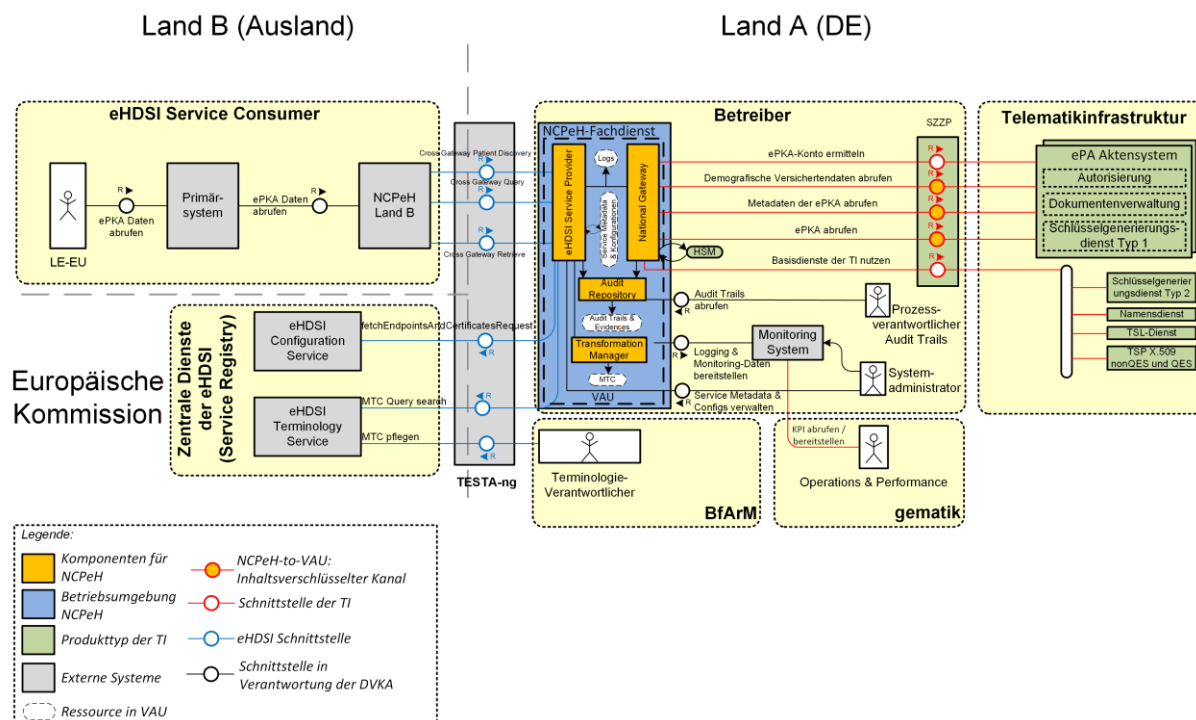 Land B (Ausland)
Land A (DE)
eHDSI Service Consumer
LE-EU
R
ePKA Daten
abrufen
Primär-
system
R
ePKA Daten
abrufen
NCPeH
Land B
Cross Gateway Patient Discovery
R
Cross Gateway Query
R
R
Cross Gateway Retrieve
TESTA-ng
Betreiber
NCPeH-Fachdienst
eHDSI Service Provider
Logs
Service Metadata
& Konfigurationen
National Gateway
Audit
Repository
Audit Trails &
Evidences
Transformation
Manager
MTC
VAU
HSM
SZZP
ePKA-Konto ermitteln
R
Demografische Versichertendaten abrufen
R
Metadaten der ePKA abrufen
R
ePKA abrufen
R
Basisdienste der TI nutzen
R
Audit Trails
abrufen
R
Prozess-
verantwortlicher
Audit Trails
Logging &
Monitoring-Daten
bereitstellen
R
Monitoring
System
System-
administrator
Service Metadata &
Configs verwalten
R
Telematikinfrastruktur
ePA Aktensystem
Autorisierung
Dokumentenverwaltung
Schlüsselgenerierungs-
dienst Typ 1
Schlüsselgenerier
ungsdienst Typ 2
Namensdienst
TSL-Dienst
TSP X.509
nonQES und QES
Europäische
Kommission
Zentrale Dienste
der eHDSI
(Service Registry)
eHDSI
Configuration
Service
fetchEndpointsAndCertificatesRequest
R
eHDSI
Terminology
Service
MTC Query search
R
MTC pflegen
R
Terminologie-
Verantwortlicher
BfArM
KPI abrufen /
bereitstellen
Operations & Performance
gematik
Legende:
Komponenten für
NCPeH
Betriebsumgebung
NCPeH
Produkttyp der TI
Externe Systeme
Ressource in VAU
NCPeH-to-VAU:
Inhaltsverschlüsselter Kanal
Schnittstelle der TI
eHDSI Schnittstelle
Schnittstelle in
Verantwortung der DVKA